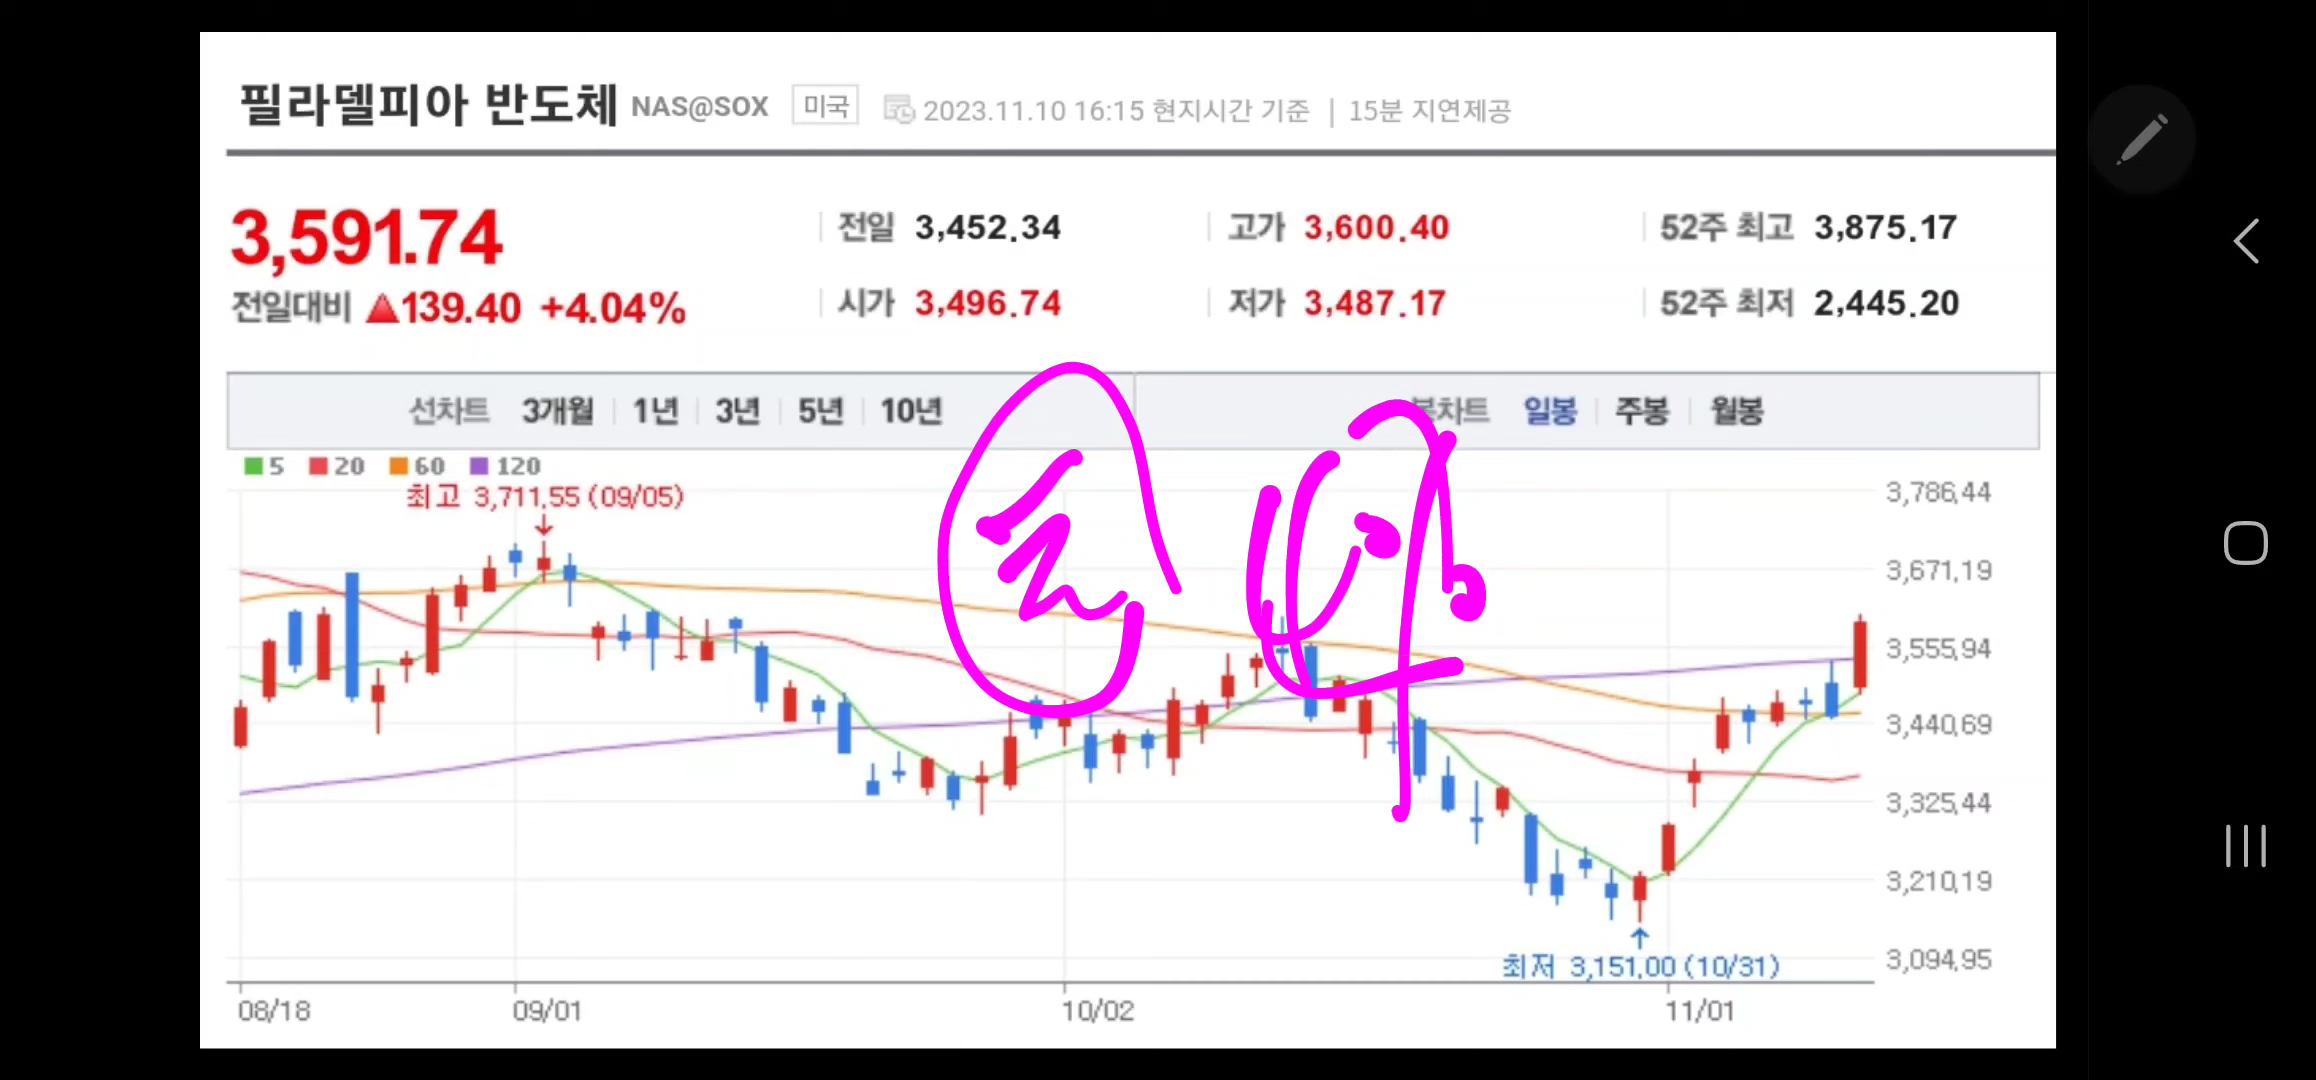 필라델피아 반도체 NAS@SOX 미국 2023.11.10 16:15 현지시간 기준 | 15분 지연제공
3,591.74 전일 3,452.34 고가 3,600.40 52주 최고 3,875.17
전일대비 ▲139.40 +4.04% 시가 3,496.74 저가 3,487.17 52주 최저 2,445.20
선차트 3개월 1년 3년 5년 10년 봉차트 일봉 주봉 월봉
5 20 60 120
최고 3,711.55 (09/05)
3,786.44
3,671.19
3,555.94
3,440.69
3,325.44
3,210.19
최저 3,151.00 (10/31)
3,094.95
08/18 09/01 10/02 11/01